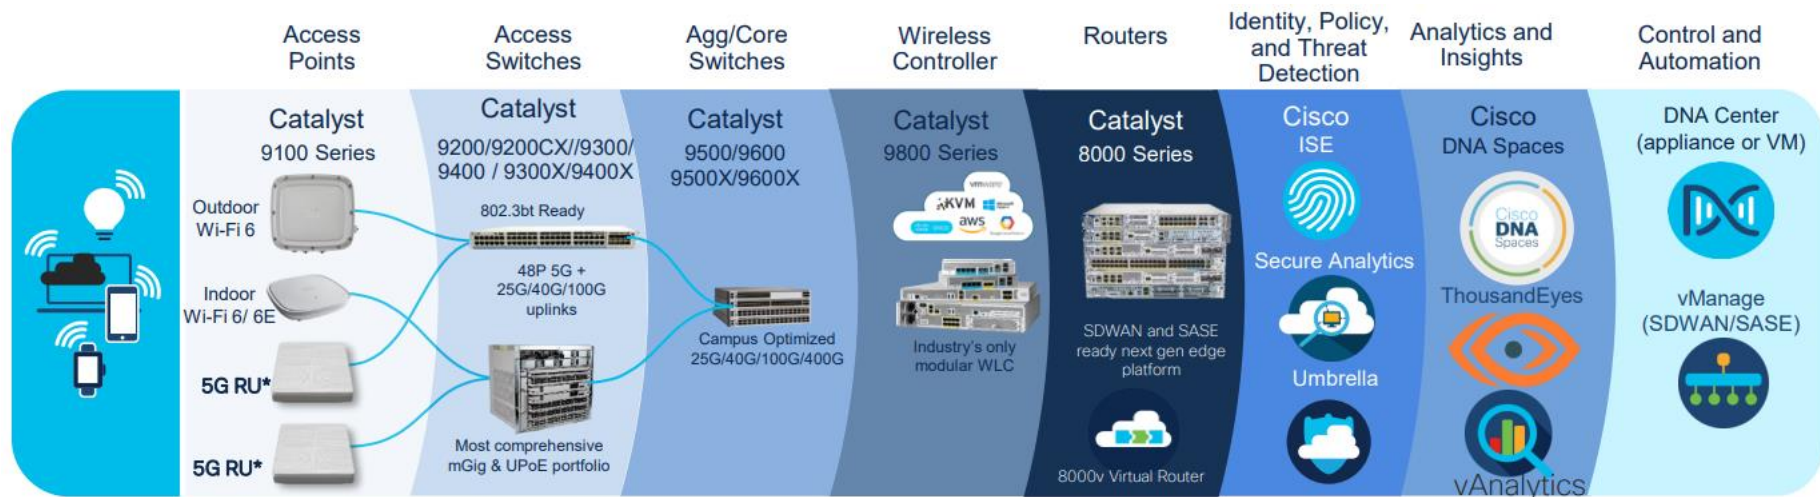 Access
Points
Access
Switches
Agg/Core
Switches
Wireless
Controller
Routers
Identity, Policy,
and Threat
Detection
Analytics and
Insights
Control and
Automation
Catalyst
9100 Series
Outdoor
Wi-Fi 6
Indoor
Wi-Fi 6/ 6E
5G RU*
5G RU*
Catalyst
9200/9200CX//9300/
9400 / 9300X/9400X
802.3bt Ready
48P 5G +
25G/40G/100G
uplinks
Most comprehensive
mGig & UPoE portfolio
Catalyst
9500/9600
9500X/9600X
Campus Optimized
25G/40G/100G/400G
Catalyst
9800 Series
vmware
KVM
aws
Industry's only
modular WLC
Catalyst
8000 Series
SDWAN and SASE
ready next gen edge
platform
8000v Virtual Router
Cisco
ISE
Secure Analytics
Umbrella
Cisco
DNA Spaces
Cisco
DNA
Spaces
ThousandEyes
vAnalytics
DNA Center
(appliance or VM)
vManage
(SDWAN/SASE)